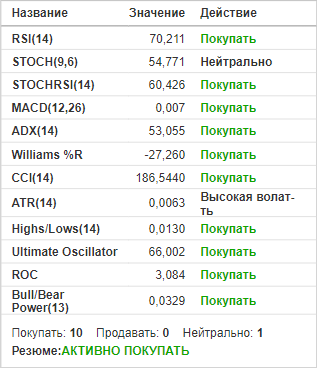 Название Значение Действие
RSI(14) 70,211 Покупать
STOCH(9,6) 54,771 Нейтрально
STOCHRSI(14) 60,426 Покупать
MACD(12,26) 0,007 Покупать
ADX(14) 53,055 Покупать
Williams %R -27,260 Покупать
CCI(14) 186,5440 Покупать
ATR(14) 0,0063 Высокая волат-
ть
Highs/Lows(14) 0,0130 Покупать
Ultimate Oscillator 66,002 Покупать
ROC 3,084 Покупать
Bull/Bear
Power(13) 0,0329 Покупать
Покупать: 10 Продавать: 0 Нейтрально: 1
Резюме:АКТИВНО ПОКУПАТЬ